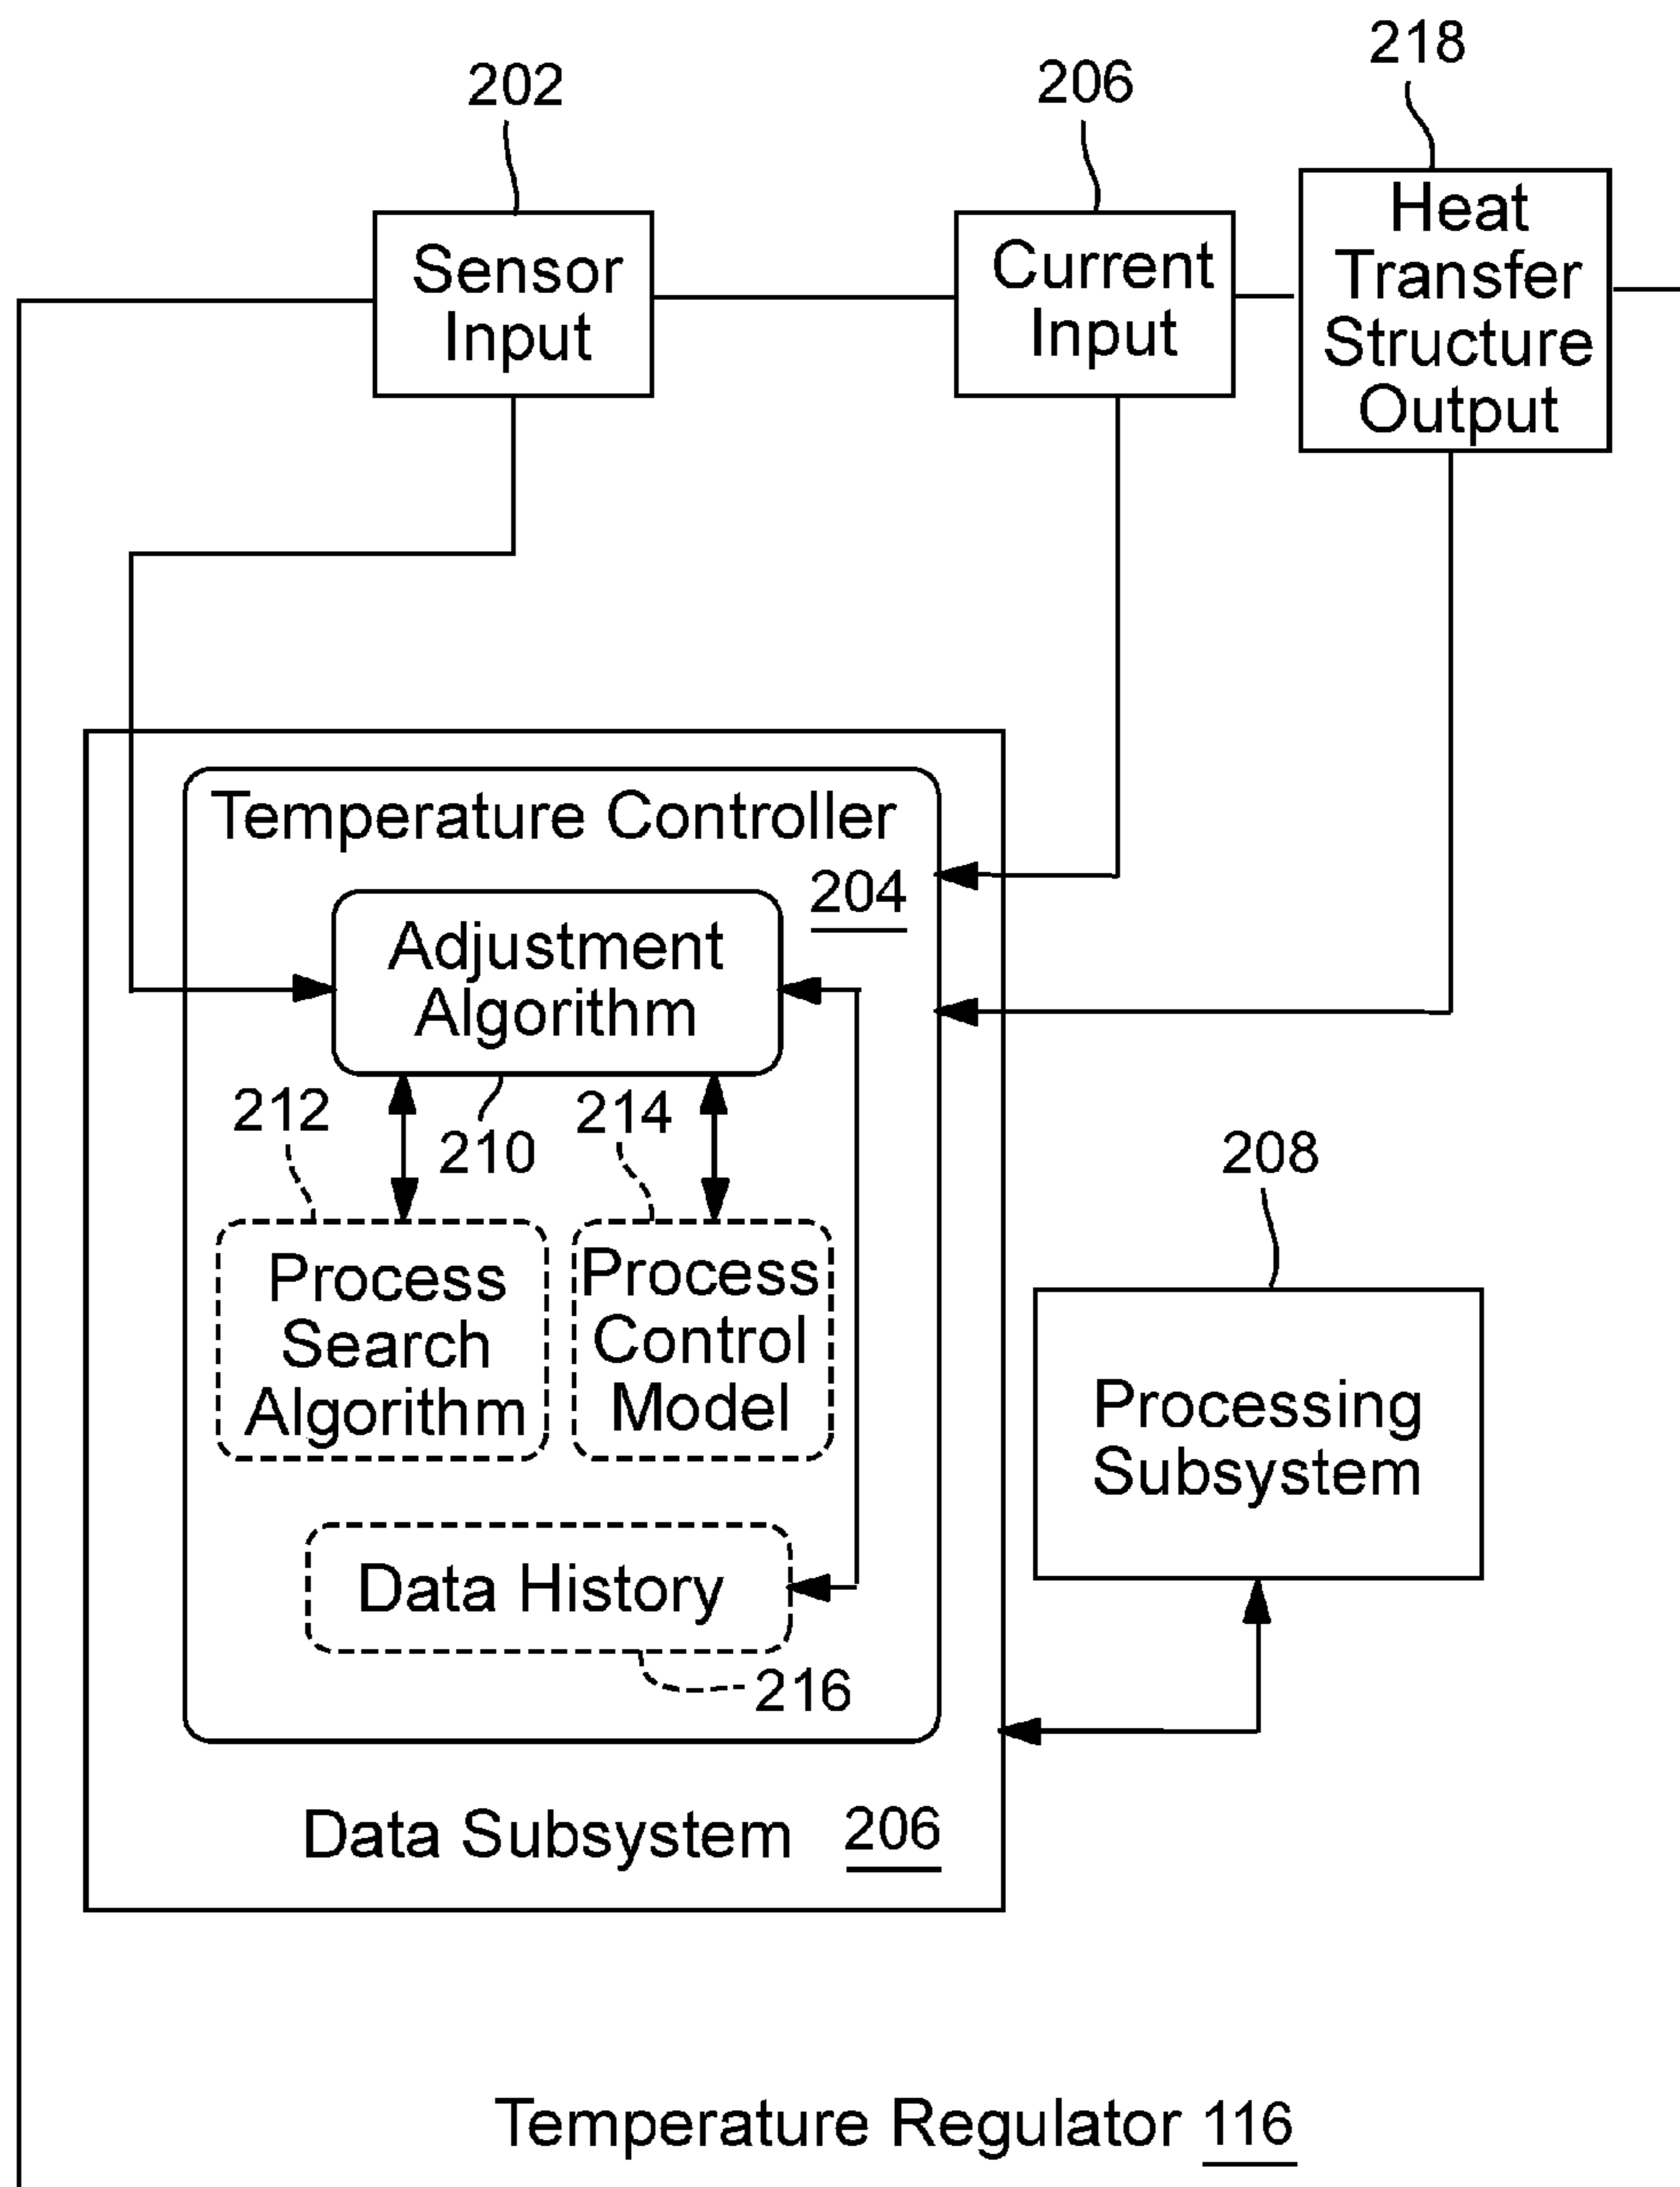 218
202
206
Heat
Transfer
Structure
Output
Sensor
Input
Current
Input
Temperature Controller
204
Adjustment
Algorithm
212
210
214
208
Process
Search
Algorithm
Process
Control
Model
Processing
Subsystem
Data History
216
Data Subsystem 206
Temperature Regulator 116